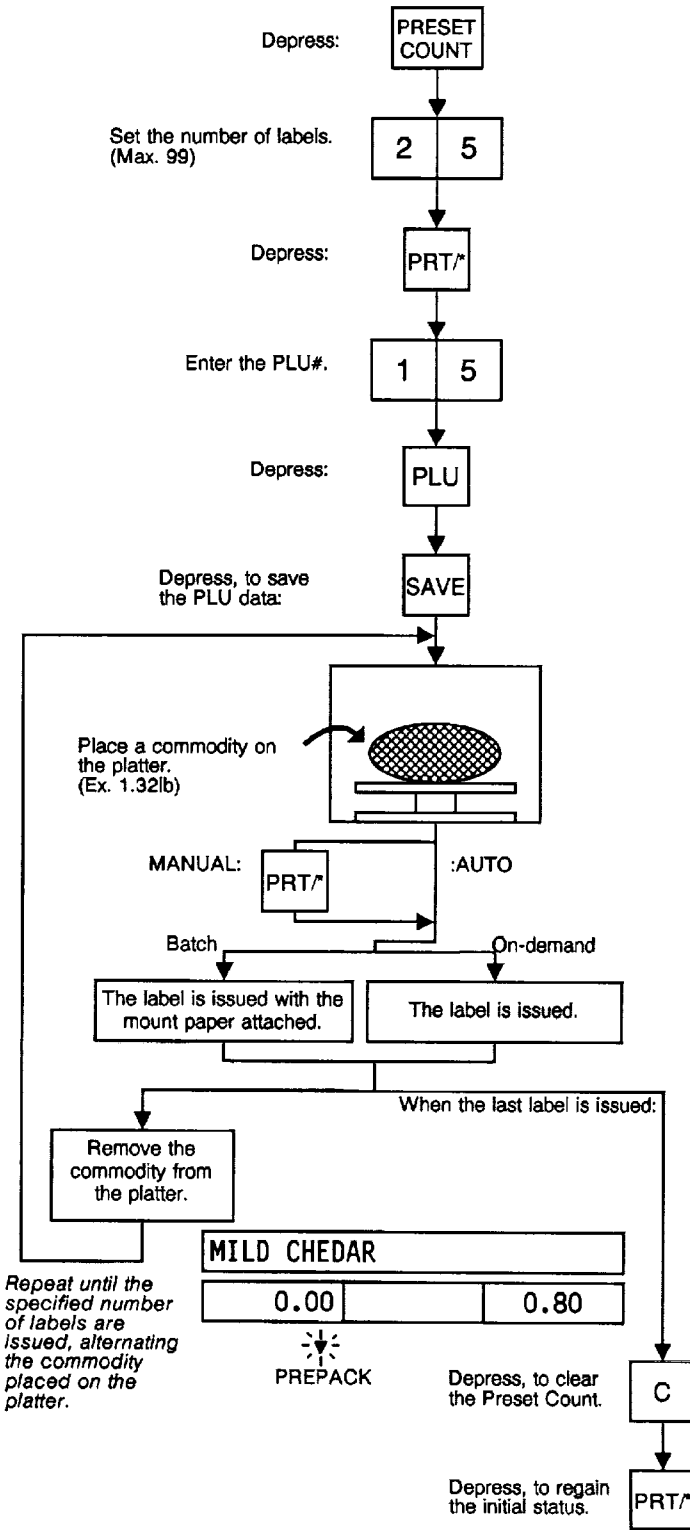 Depress:
PRESET
COUNT
Set the number of labels.
(Max. 99)
2 5
Depress:
PRT/*
Enter the PLU#.
1 5
Depress:
PLU
Depress, to save
the PLU data:
SAVE
Place a commodity on
the platter.
(Ex. 1.32lb)
MANUAL:
PRT/*
:AUTO
Batch
On-demand
The label is issued with the
mount paper attached.
The label is issued.
When the last label is issued:
Remove the
commodity from
the platter.
MILD CHEDAR
0.00 0.80
PREPACK
Repeat until the
specified number
of labels are
issued, alternating
the commodity
placed on the
platter.
Depress, to clear
the Preset Count.
C
Depress, to regain
the initial status.
PRT/*